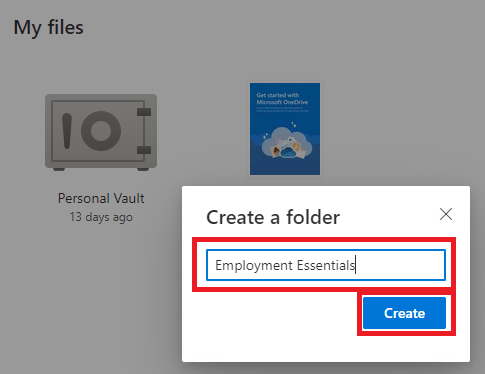 My files
Get started with
Microsoft OneDrive
Personal Vault
13 days ago
Create a folder
Employment Essentials
Create